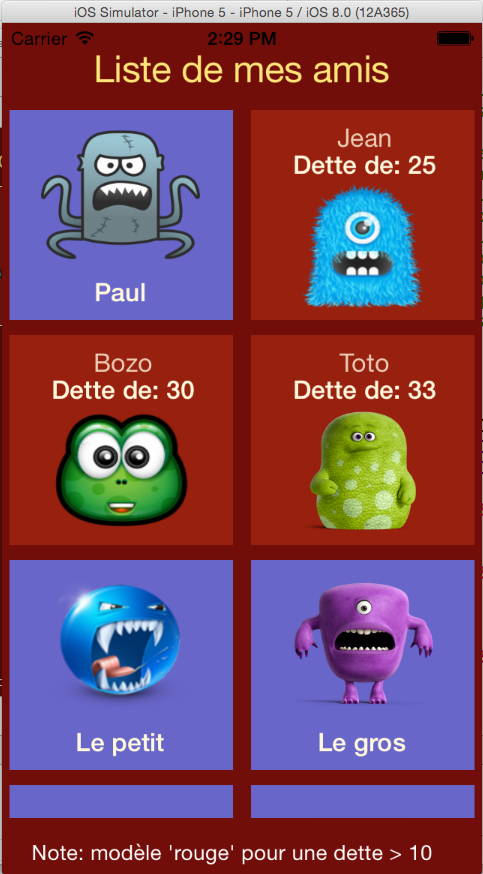 iOS Simulator - iPhone 5 - iPhone 5 / iOS 8.0 (12A365)
Carrier 2:29 PM
Liste de mes amis
Paul
Jean
Dette de: 25
Bozo
Dette de: 30
Toto
Dette de: 33
Le petit
Le gros
Note: modèle 'rouge' pour une dette > 10